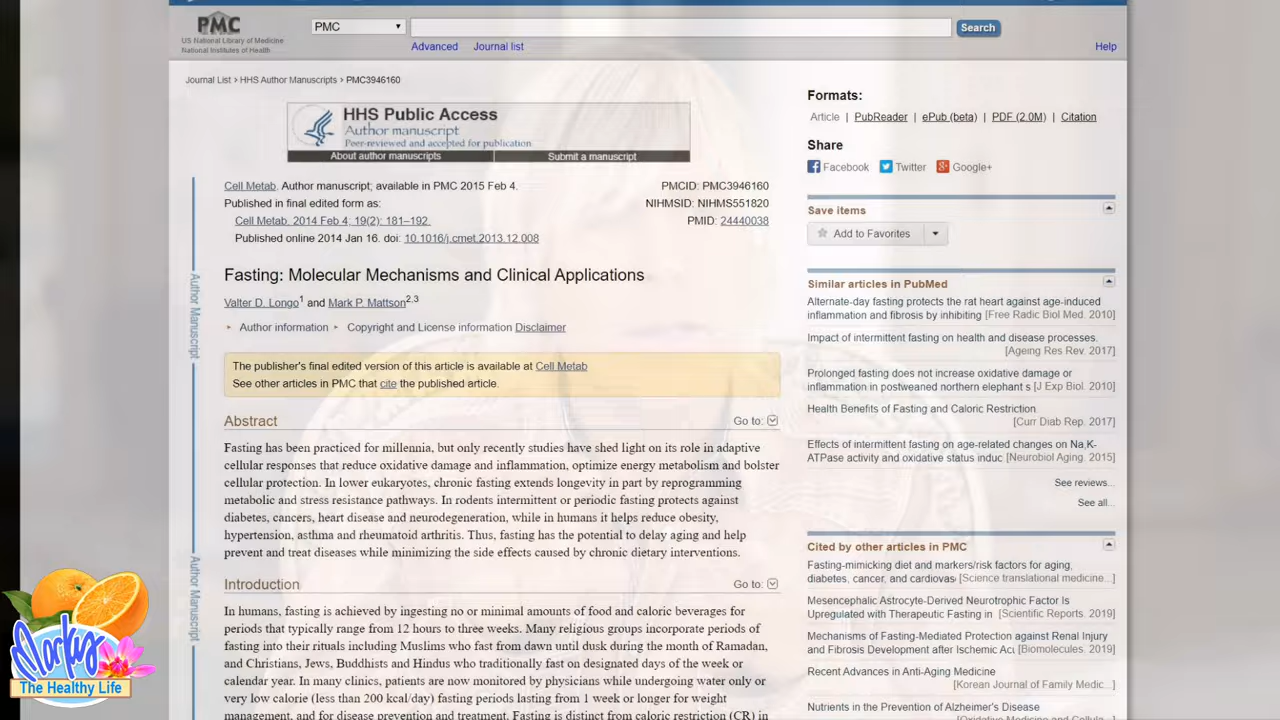 PMC
US National Library of Medicine
National Institutes of Health
PMC
Search
Advanced Journal list
Help
Journal List > HHS Author Manuscripts > PMC3946160
HHS Public Access
Author manuscript
Peer-reviewed and accepted for publication
About author manuscripts Submit a manuscript
Cell Metab. Author manuscript; available in PMC 2015 Feb 4.
Published in final edited form as:
Cell Metab. 2014 Feb 4; 19(2): 181–192.
Published online 2014 Jan 16. doi: 10.1016/j.cmet.2013.12.008
PMCID: PMC3946160
NIHMSID: NIHMS551820
PMID: 24440038
Fasting: Molecular Mechanisms and Clinical Applications
Valter D. Longo1 and Mark P. Mattson2,3
Author information Copyright and License information Disclaimer
The publisher's final edited version of this article is available at Cell Metab
See other articles in PMC that cite the published article.
Abstract
Go to:
Fasting has been practiced for millennia, but only recently studies have shed light on its role in adaptive
cellular responses that reduce oxidative damage and inflammation, optimize energy metabolism and bolster
cellular protection. In lower eukaryotes, chronic fasting extends longevity in part by reprogramming
metabolic and stress resistance pathways. In rodents intermittent or periodic fasting protects against
diabetes, cancers, heart disease and neurodegeneration, while in humans it helps reduce obesity,
hypertension, asthma and rheumatoid arthritis. Thus, fasting has the potential to delay aging and help
prevent and treat diseases while minimizing the side effects caused by chronic dietary interventions.
Introduction
Go to:
In humans, fasting is achieved by ingesting no or minimal amounts of food and caloric beverages for
periods that typically range from 12 hours to three weeks. Many religious groups incorporate periods of
fasting into their rituals including Muslims who fast from dawn until dusk during the month of Ramadan,
and Christians, Jews, Buddhists and Hindus who traditionally fast on designated days of the week or
calendar year. In many clinics, patients are now monitored by physicians while undergoing water only or
very low calorie (less than 200 kcal/day) fasting periods lasting from 1 week or longer for weight
management, and for disease prevention and treatment. Fasting is distinct from caloric restriction (CR) in
Author Manuscript
Author Manuscript
Formats:
Article | PubReader | ePub (beta) | PDF (2.0M) | Citation
Share
Facebook Twitter Google+
Save items
Add to Favorites
Similar articles in PubMed
Alternate-day fasting protects the rat heart against age-induced
inflammation and fibrosis by inhibiting [Free Radic Biol Med. 2010]
Impact of intermittent fasting on health and disease processes.
[Ageing Res Rev. 2017]
Prolonged fasting does not increase oxidative damage or
inflammation in postweaned northern elephant s [J Exp Biol. 2010]
Health Benefits of Fasting and Caloric Restriction.
[Curr Diab Rep. 2017]
Effects of intermittent fasting on age-related changes on Na,K-
ATPase activity and oxidative status induc [Neurobiol Aging. 2015]
See reviews...
See all...
Cited by other articles in PMC
Fasting-mimicking diet and markers/risk factors for aging,
diabetes, cancer, and cardiovas [Science translational medicine...]
Mesencephalic Astrocyte-Derived Neurotrophic Factor Is
Upregulated with Therapeutic Fasting in [Scientific Reports. 2019]
Mechanisms of Fasting-Mediated Protection against Renal Injury
and Fibrosis Development after Ischemic Acu [Biomolecules. 2019]
Recent Advances in Anti-Aging Medicine
[Korean Journal of Family Medic...]
Nutrients in the Prevention of Alzheimer's Disease
Markus
The Healthy Life